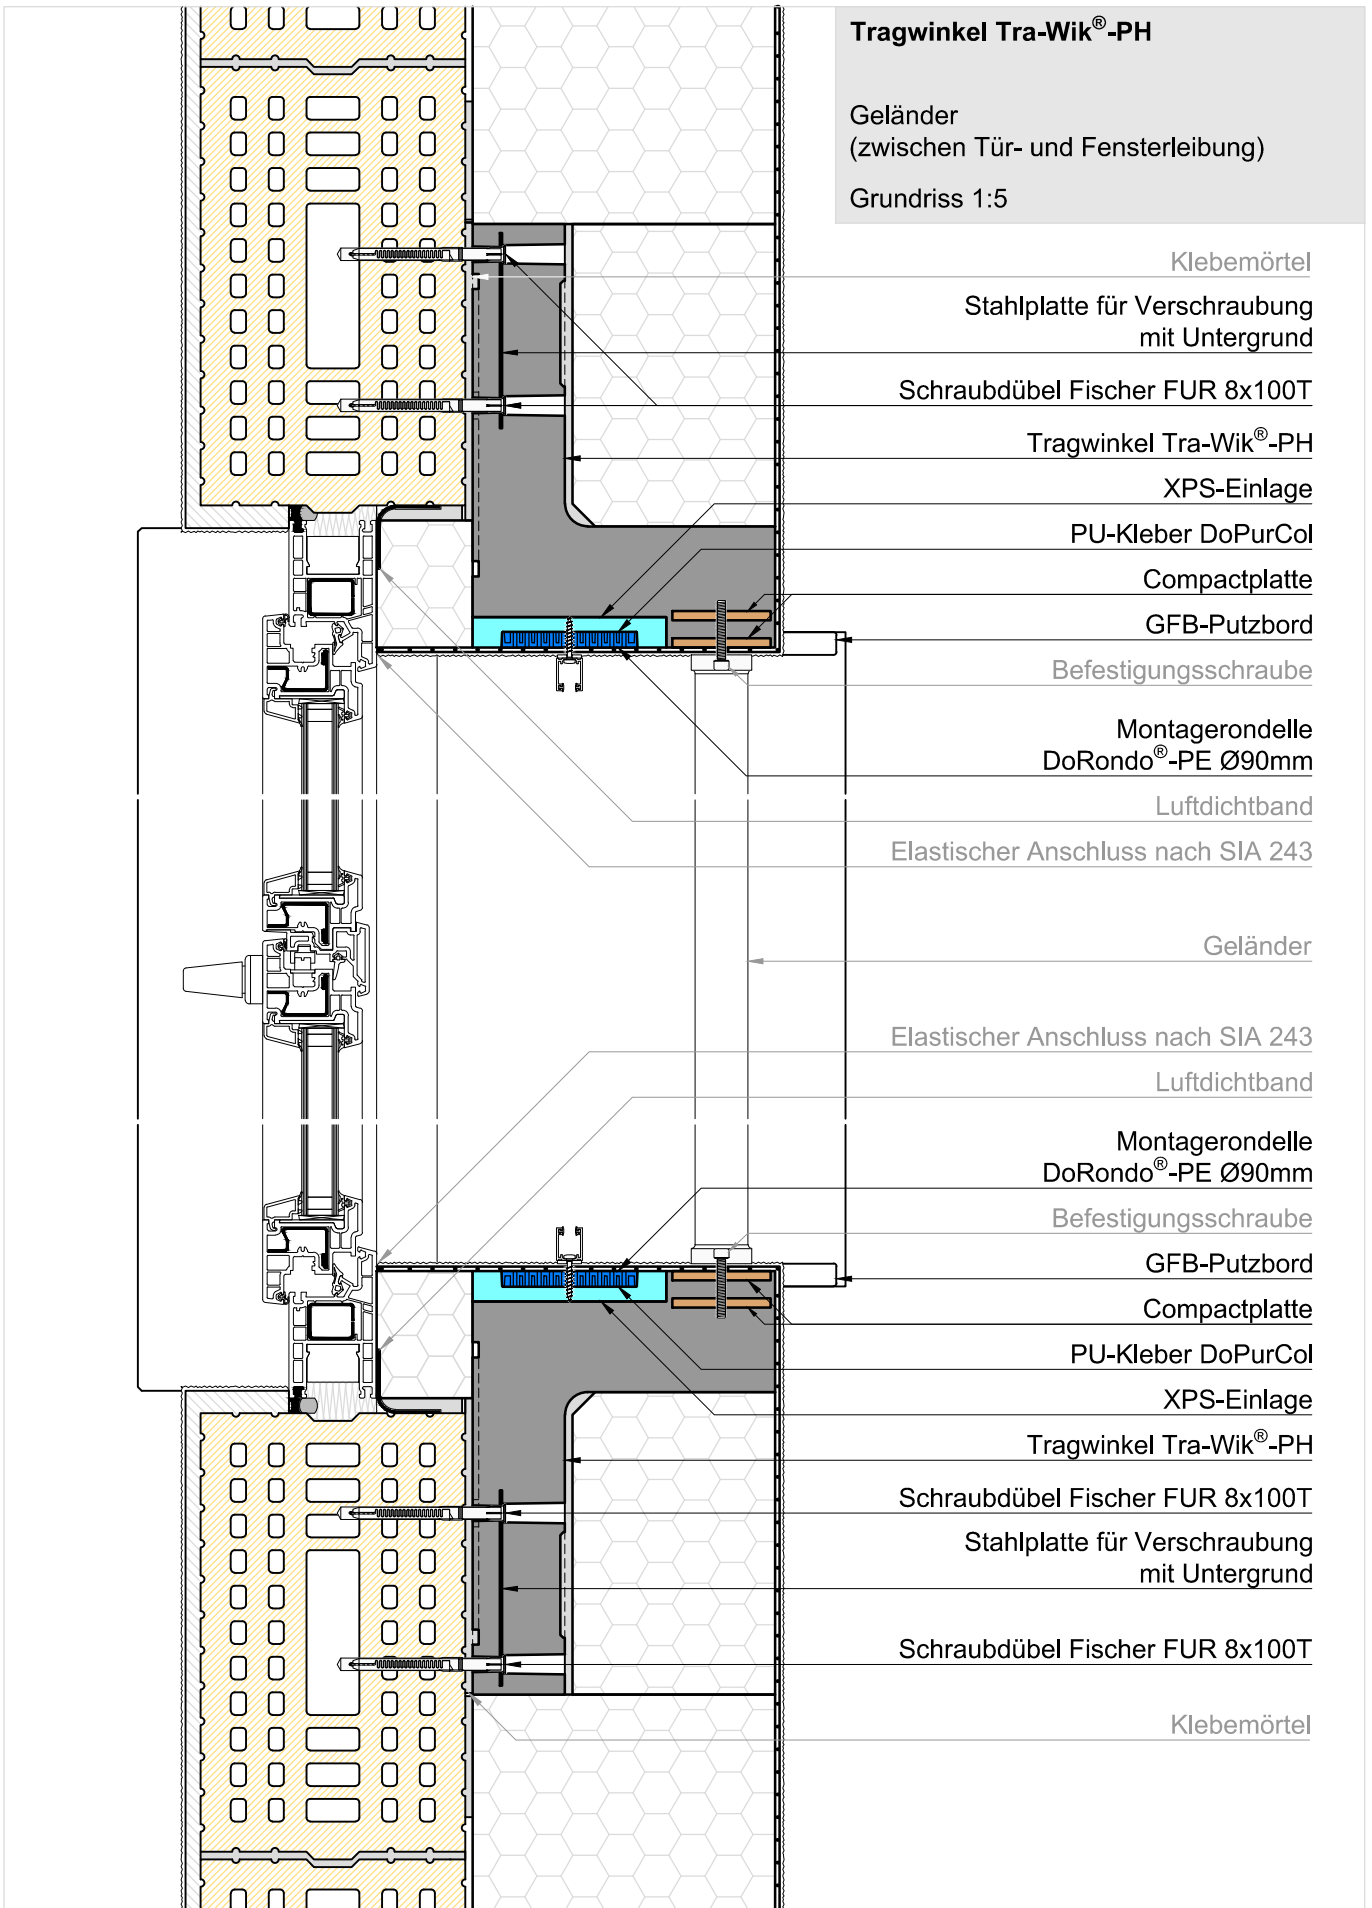 Tragwinkel Tra-Wik®-PH
Geländer
(zwischen Tür- und Fensterleibung)
Grundriss 1:5
Klebemörtel
Stahlplatte für Verschraubung
mit Untergrund
Schraubdübel Fischer FUR 8x100T
Tragwinkel Tra-Wik®-PH
XPS-Einlage
PU-Kleber DoPurCol
Compactplatte
GFB-Putzbord
Befestigungsschraube
Montagerondelle
DoRondo®-PE Ø90mm
Luftdichtband
Elastischer Anschluss nach SIA 243
Geländer
Elastischer Anschluss nach SIA 243
Luftdichtband
Montagerondelle
DoRondo®-PE Ø90mm
Befestigungsschraube
GFB-Putzbord
Compactplatte
PU-Kleber DoPurCol
XPS-Einlage
Tragwinkel Tra-Wik®-PH
Schraubdübel Fischer FUR 8x100T
Stahlplatte für Verschraubung
mit Untergrund
Schraubdübel Fischer FUR 8x100T
Klebemörtel